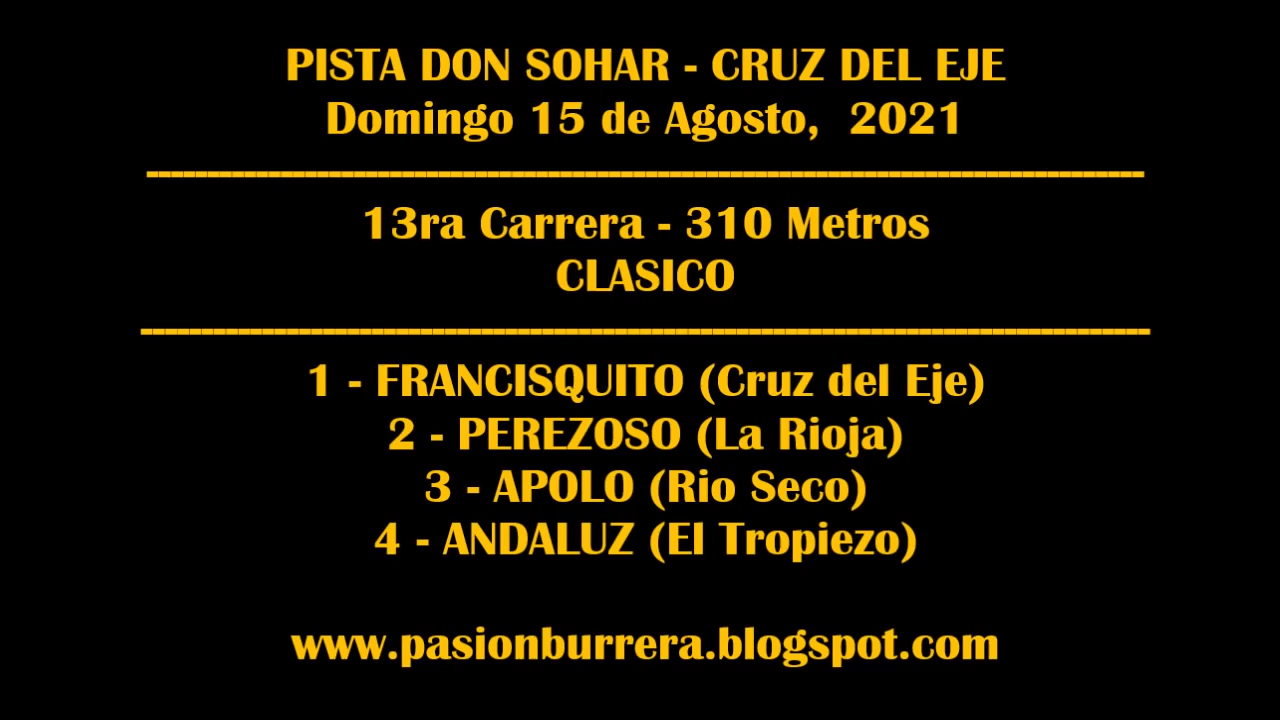 PISTA DON SOHAR - CRUZ DEL EJE
Domingo 15 de Agosto,  2021
13ra Carrera - 310 Metros
CLASICO
1 - FRANCISQUITO (Cruz del Eje)
2 - PEREZOSO (La Rioja)
3 - APOLO (Rio Seco)
4 - ANDALUZ (El Tropiezo)
www.pasionburrera.blogspot.com